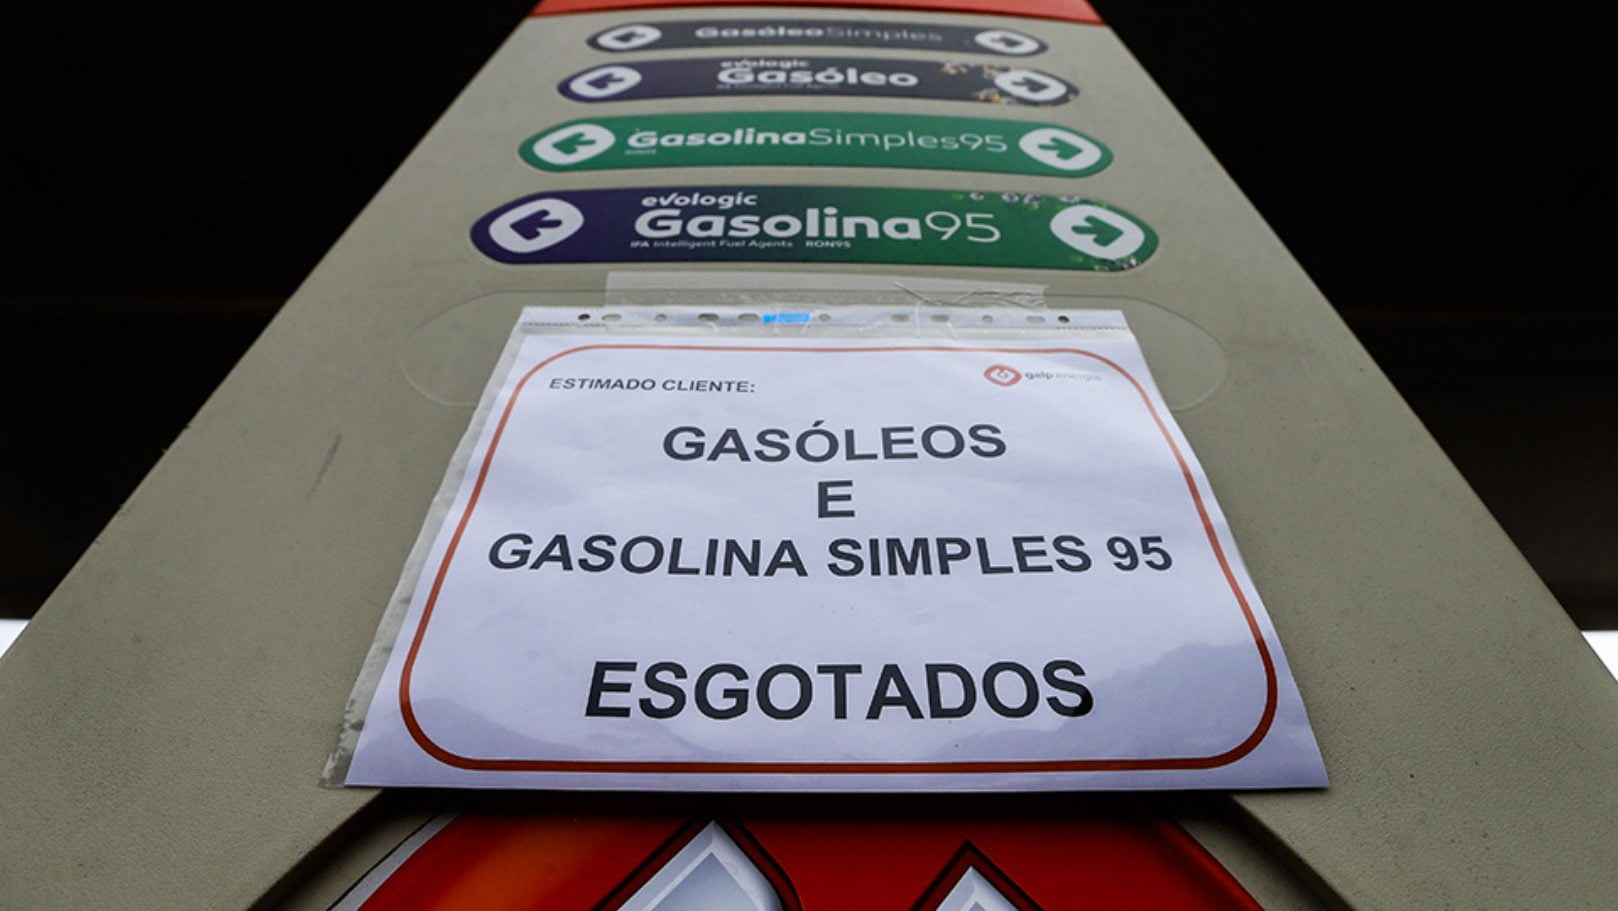 GasóleoSimples
evologic
Gasóleo
GasolinaSimples95
evologic
Gasolina95
IFA Intelligent Fuel Agents RON95
ESTIMADO CLIENTE:
galp energia
GASÓLEOS
E
GASOLINA SIMPLES 95
ESGOTADOS